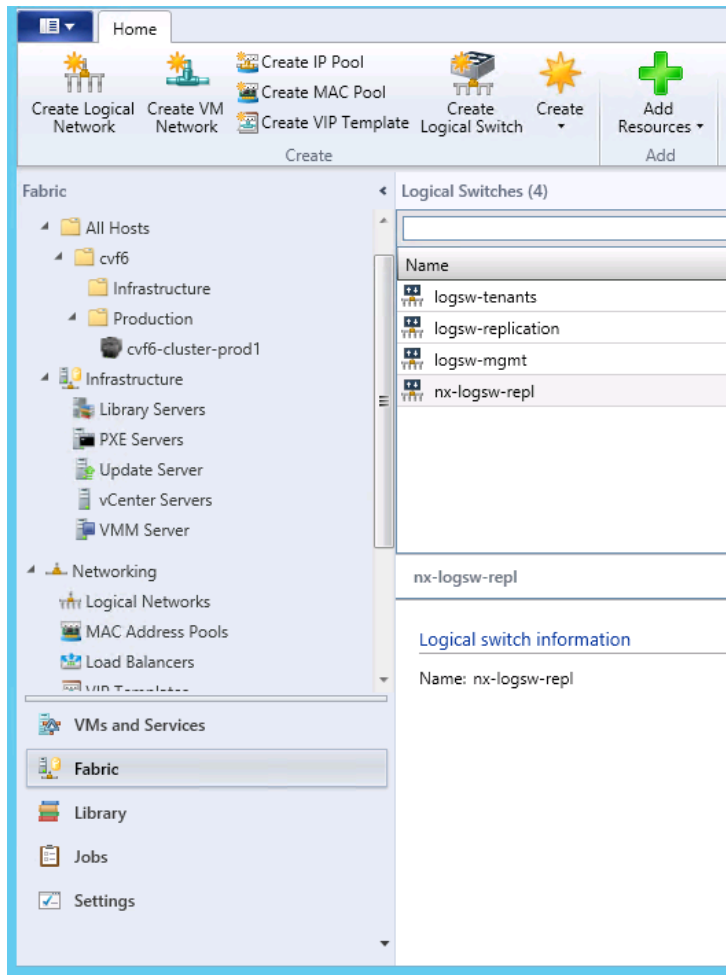 Home
Create Logical Network
Create VM Network
Create IP Pool
Create MAC Pool
Create VIP Template
Create Logical Switch
Create
Add Resources
Create
Add
Fabric
All Hosts
cvf6
Infrastructure
Production
cvf6-cluster-prod1
Infrastructure
Library Servers
PXE Servers
Update Server
vCenter Servers
VMM Server
Networking
Logical Networks
MAC Address Pools
Load Balancers
VIP Templates
VMs and Services
Fabric
Library
Jobs
Settings
Logical Switches (4)
Name
logsw-tenants
logsw-replication
logsw-mgmt
nx-logsw-repl
nx-logsw-repl
Logical switch information
Name: nx-logsw-repl